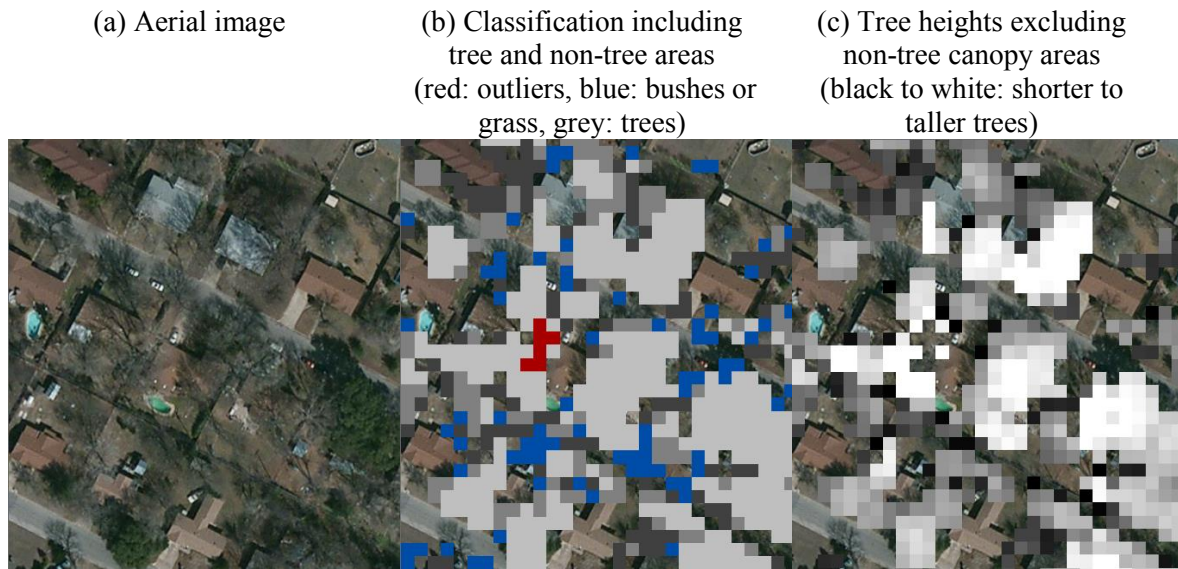 (a) Aerial image
(b) Classification including
tree and non-tree areas
(red: outliers, blue: bushes or
grass, grey: trees)
(c) Tree heights excluding
non-tree canopy areas
(black to white: shorter to
taller trees)